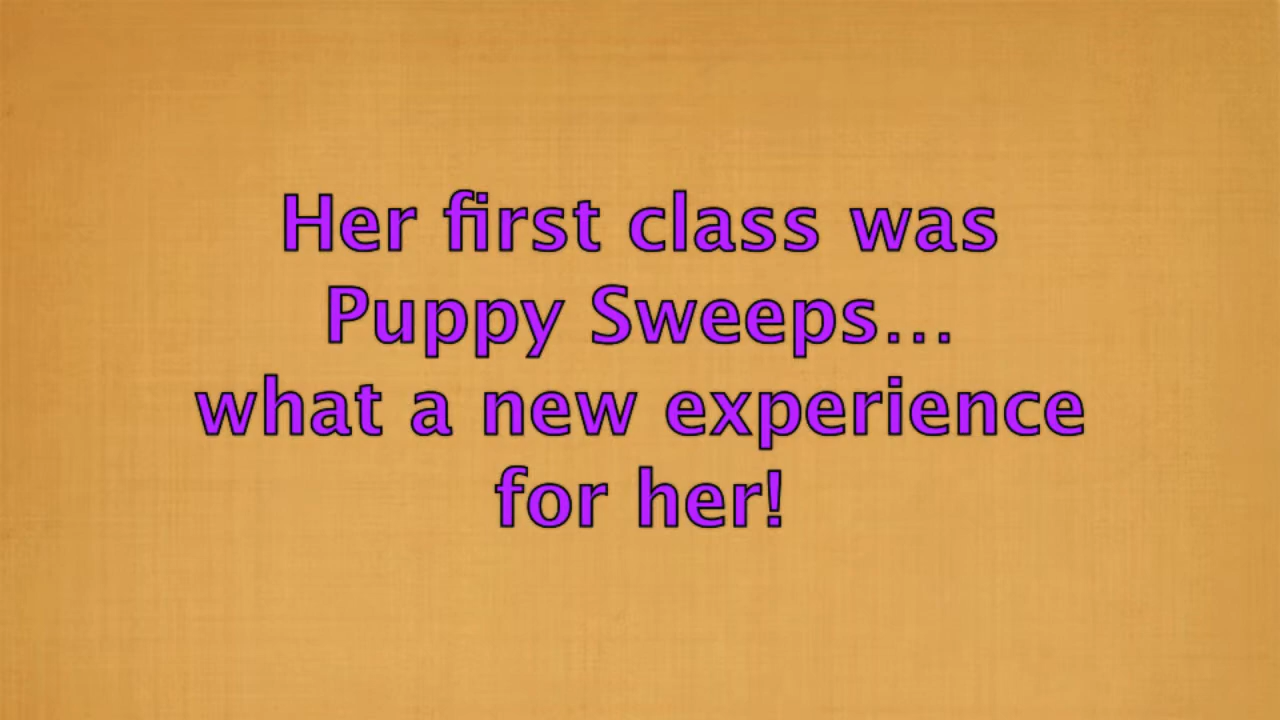 Her first class was
Puppy Sweeps...
what a new experience
for her!